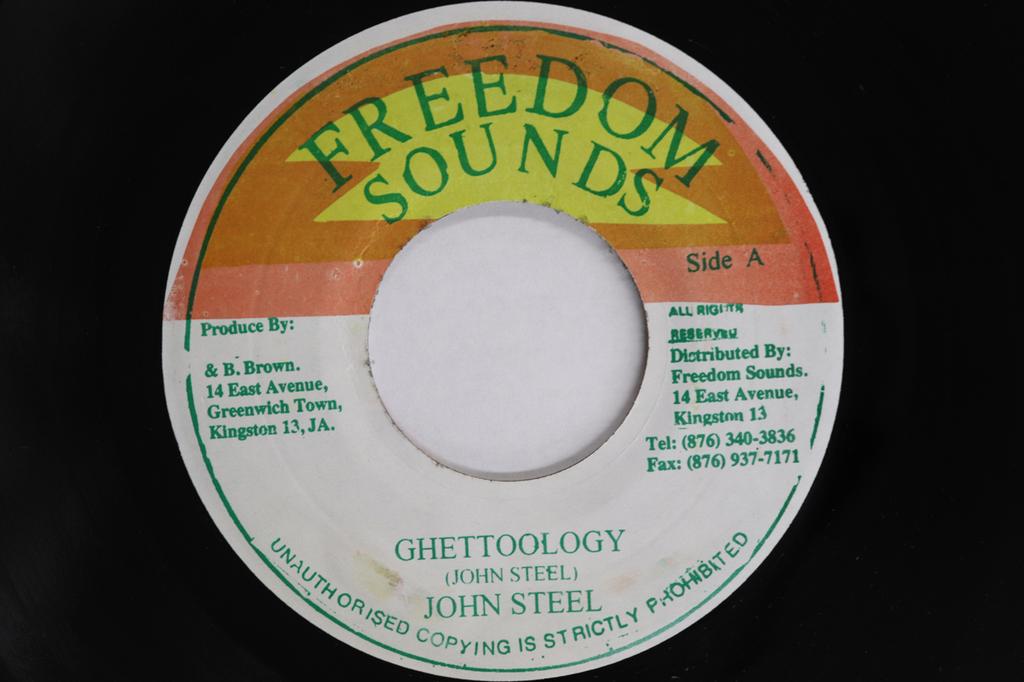 FREEDOM
SOUNDS
Side A
Produce By:
& B. Brown.
14 East Avenue,
Greenwich Town,
Kingston 13, JA.
ALL RIGHTS
RESERVED
Distributed By:
Freedom Sounds.
14 East Avenue,
Kingston 13
Tel: (876) 340-3836
Fax: (876) 937-7171
GHETTOOLOGY
(JOHN STEEL)
JOHN STEEL
UNAUTHORISED COPYING IS STRICTLY PROHIBITED